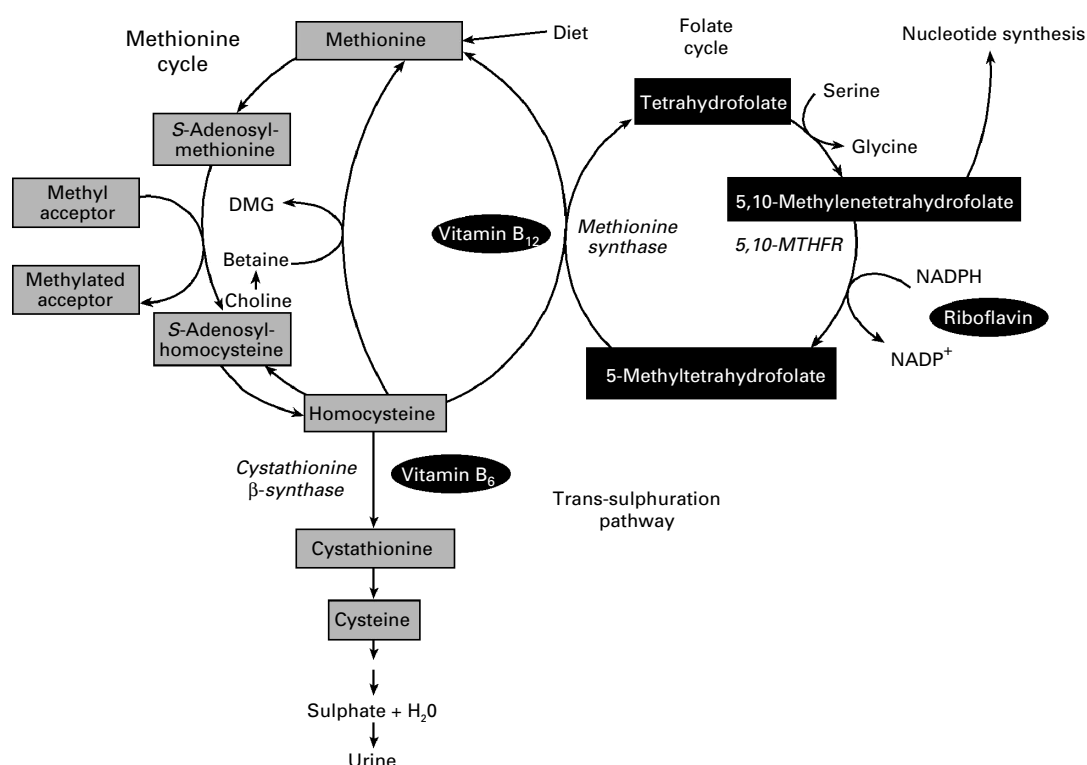 Methionine
cycle
Methionine
Diet
Folate
cycle
Nucleotide synthesis
Tetrahydrofolate
Serine
Glycine
S-Adenosyl-
methionine
Methyl
acceptor
DMG
Vitamin B₁₂
Methionine
synthase
5,10-Methylenetetrahydrofolate
5,10-MTHFR
Betaine
Methylated
acceptor
Choline
NADPH
Riboflavin
NADP⁺
S-Adenosyl-
homocysteine
5-Methyltetrahydrofolate
Homocysteine
Cystathionine
β-synthase
Vitamin B₆
Trans-sulphuration
pathway
Cystathionine
Cysteine
Sulphate + H₂0
Urine